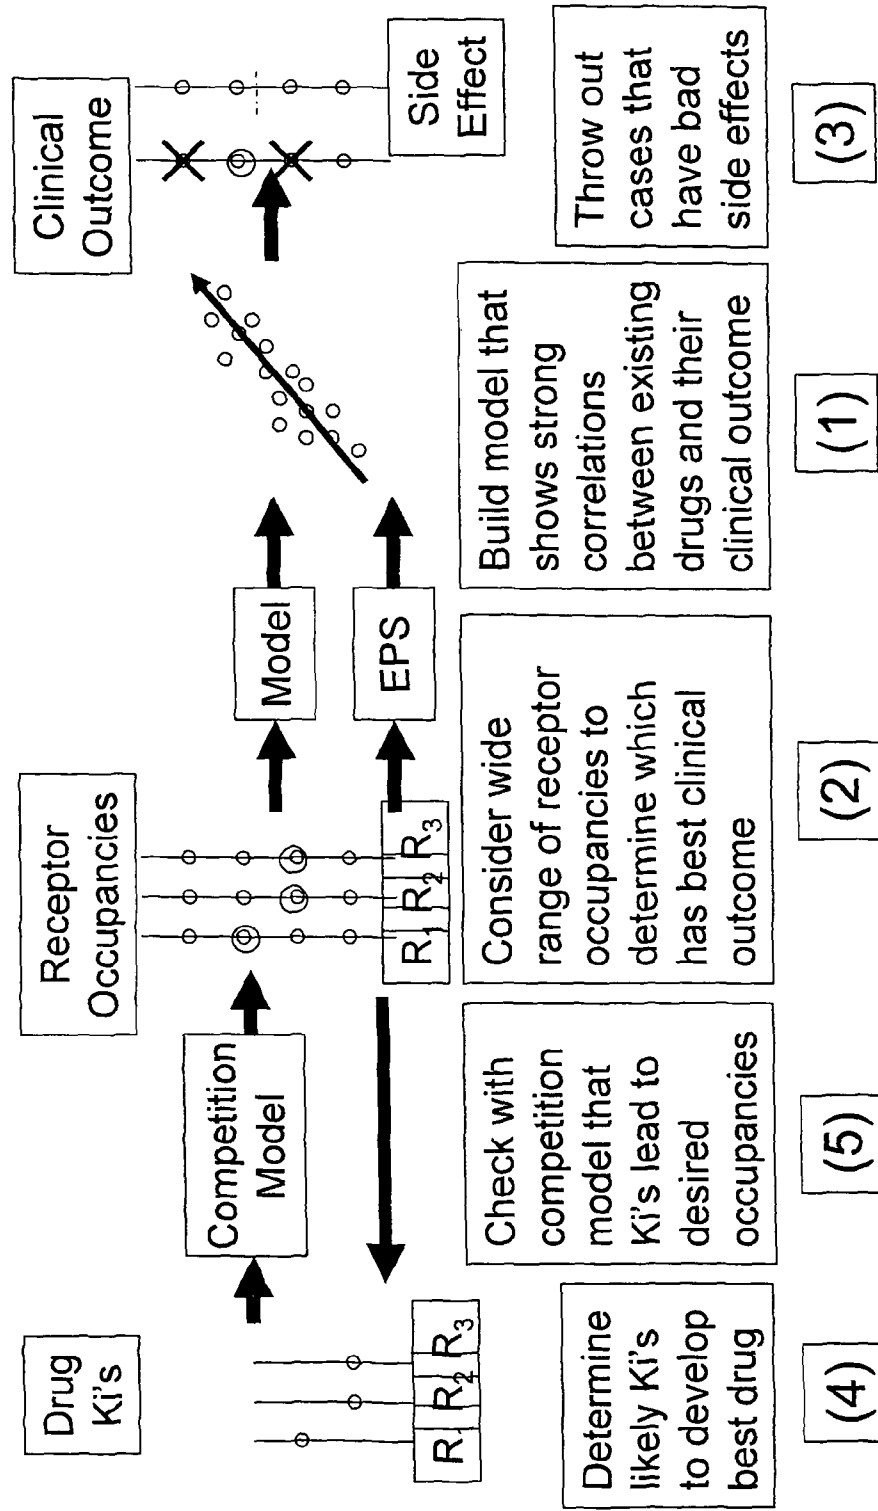 Drug
Ki's
Receptor
Occupancies
Clinical
Outcome
Competition
Model
Model
EPS
R1
R2
R3
R1
R2
R3
Side
Effect
Determine
likely Ki's
to develop
best drug
Check with
competition
model that
Ki's lead to
desired
occupancies
Consider wide
range of receptor
occupancies to
determine which
has best clinical
outcome
Build model that
shows strong
correlations
between existing
drugs and their
clinical outcome
Throw out
cases that
have bad
side effects
(4)
(5)
(2)
(1)
(3)